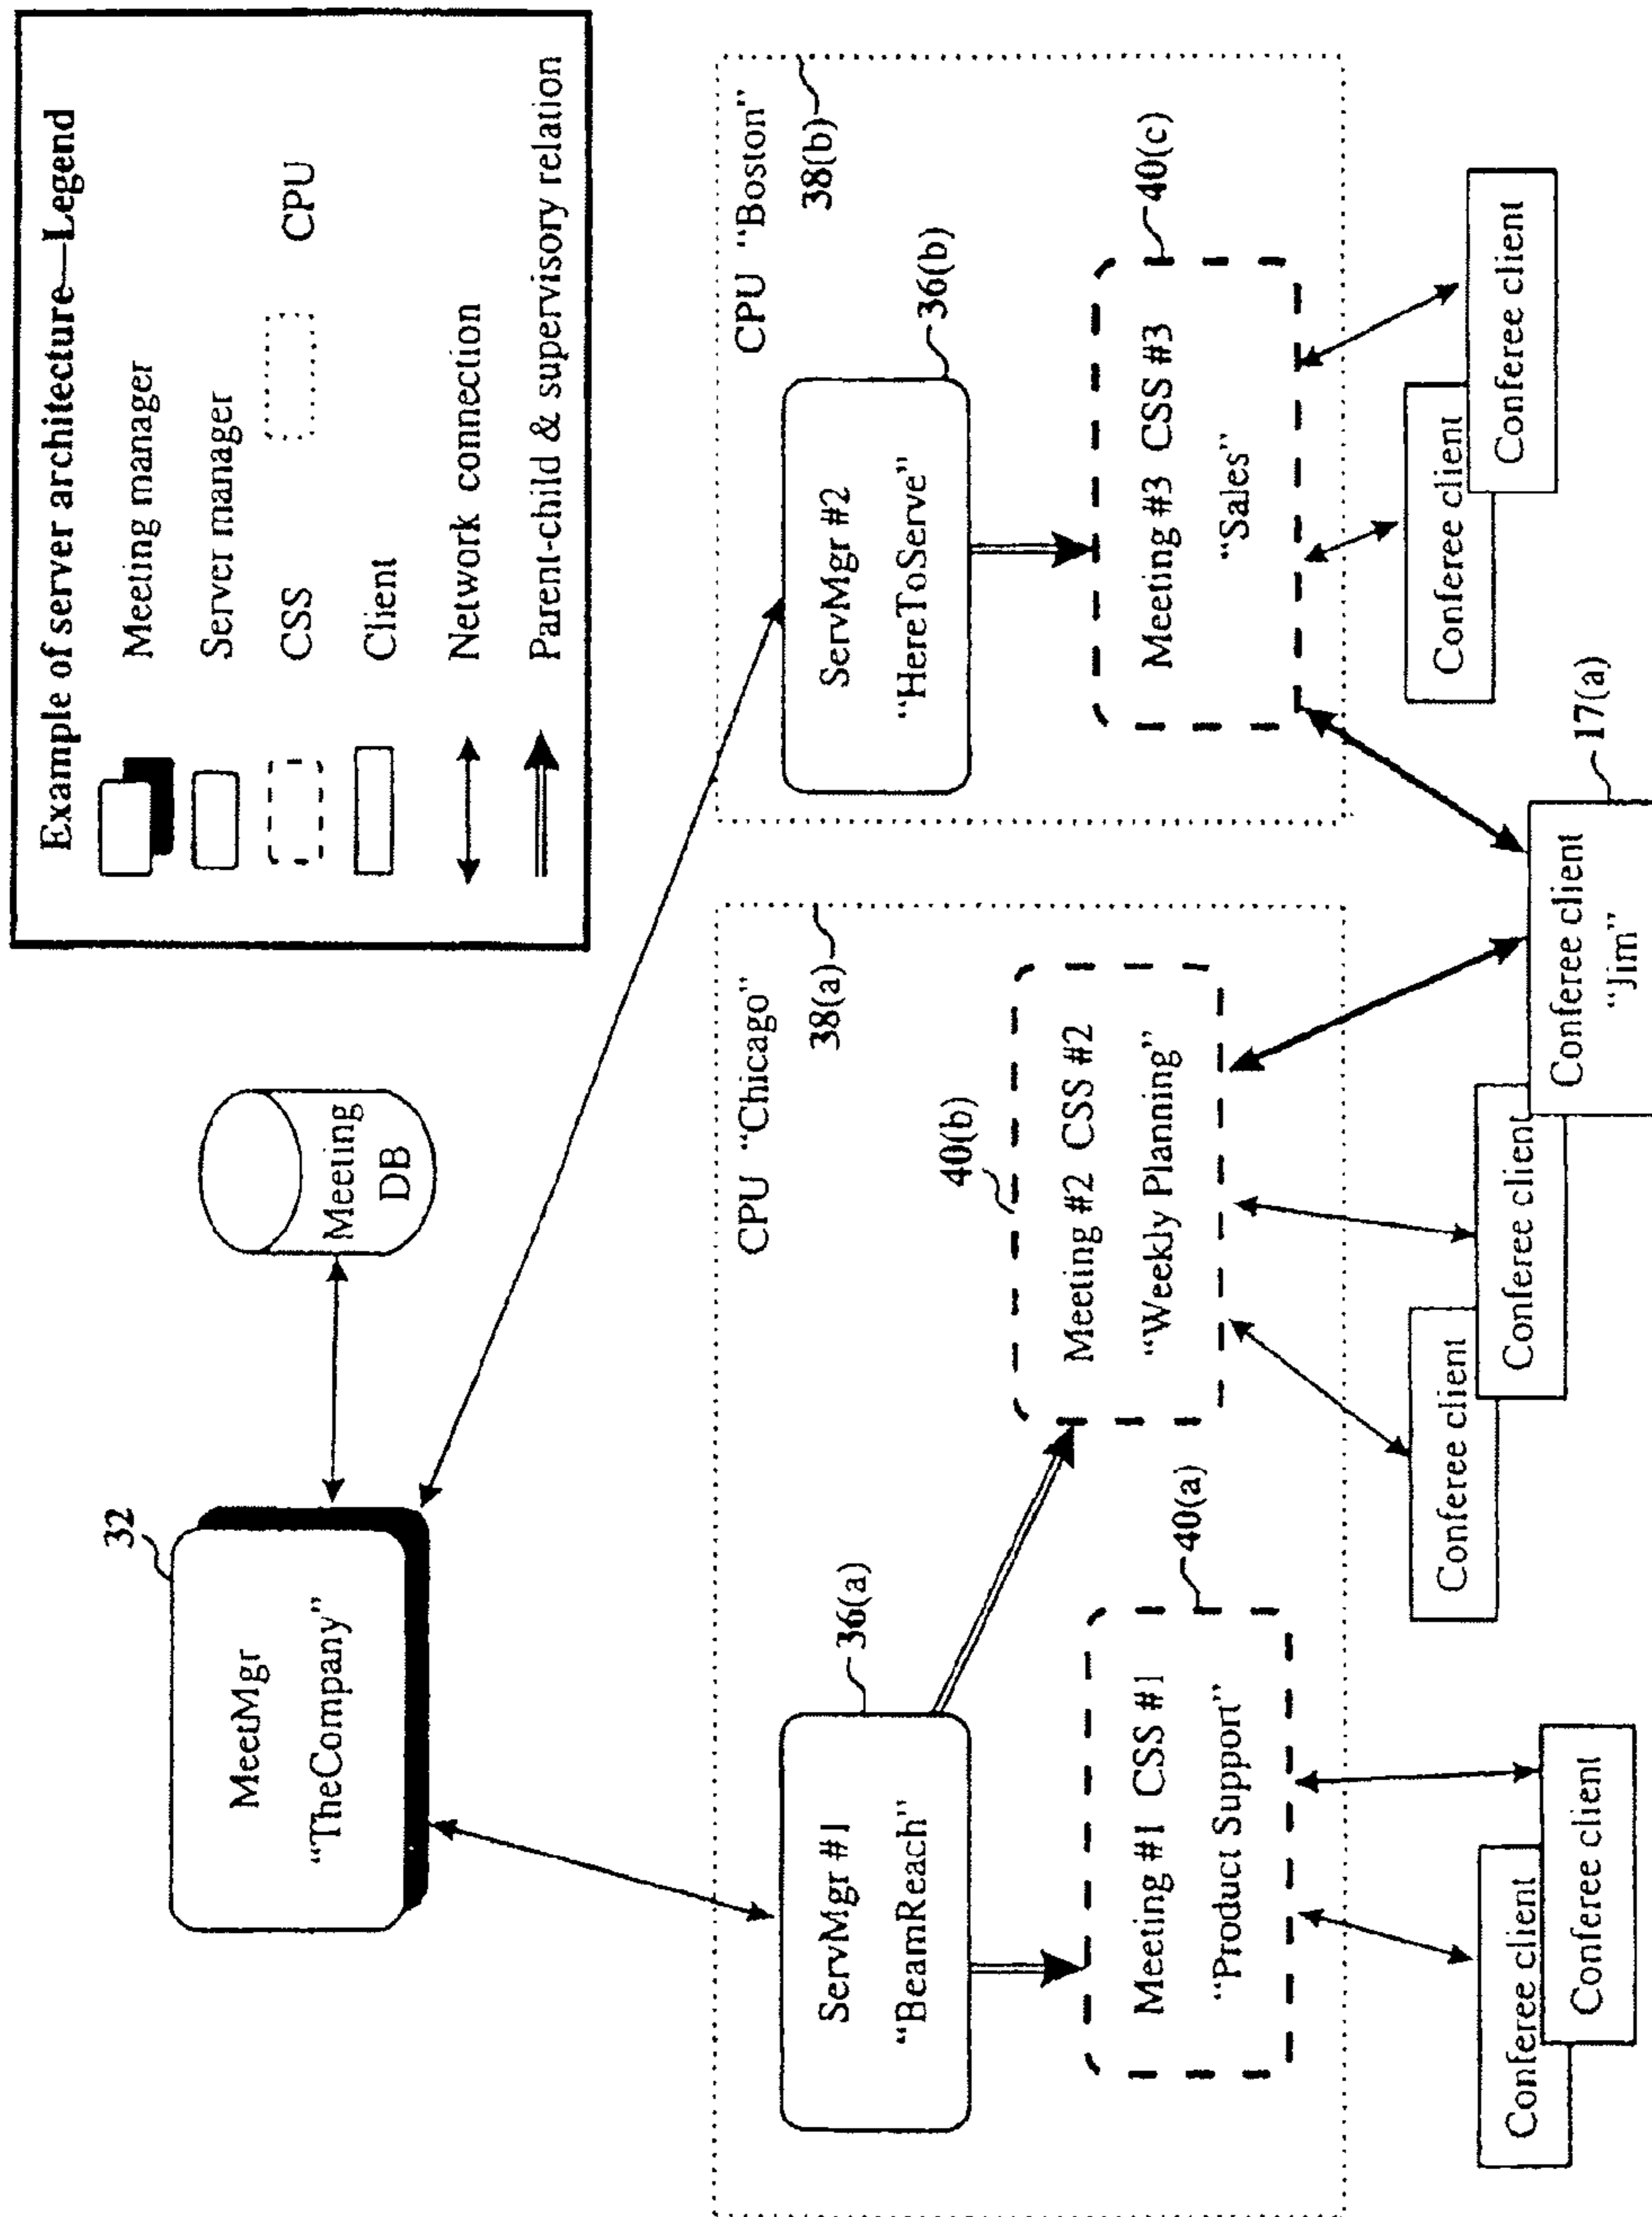 Example of server architecture—Legend
Meeting manager
Server manager
CSS
CPU
Client
Network connection
Parent-child & supervisory relation
32
MeetMgr
“TheCompany”
Meeting
DB
CPU “Chicago”
38(a)
ServMgr #1
“BeamReach”
36(a)
40(b)
Meeting #2 CSS #2
“Weekly Planning”
Meeting #1 CSS #1
“Product Support”
40(a)
CPU “Boston”
38(b)
ServMgr #2
“HereToServe”
36(b)
Meeting #3 CSS #3
“Sales”
40(c)
Conferee client
Conferee client
Conferee client
Conferee client
Conferee client
“Jim”
17(a)
Conferee client
Conferee client